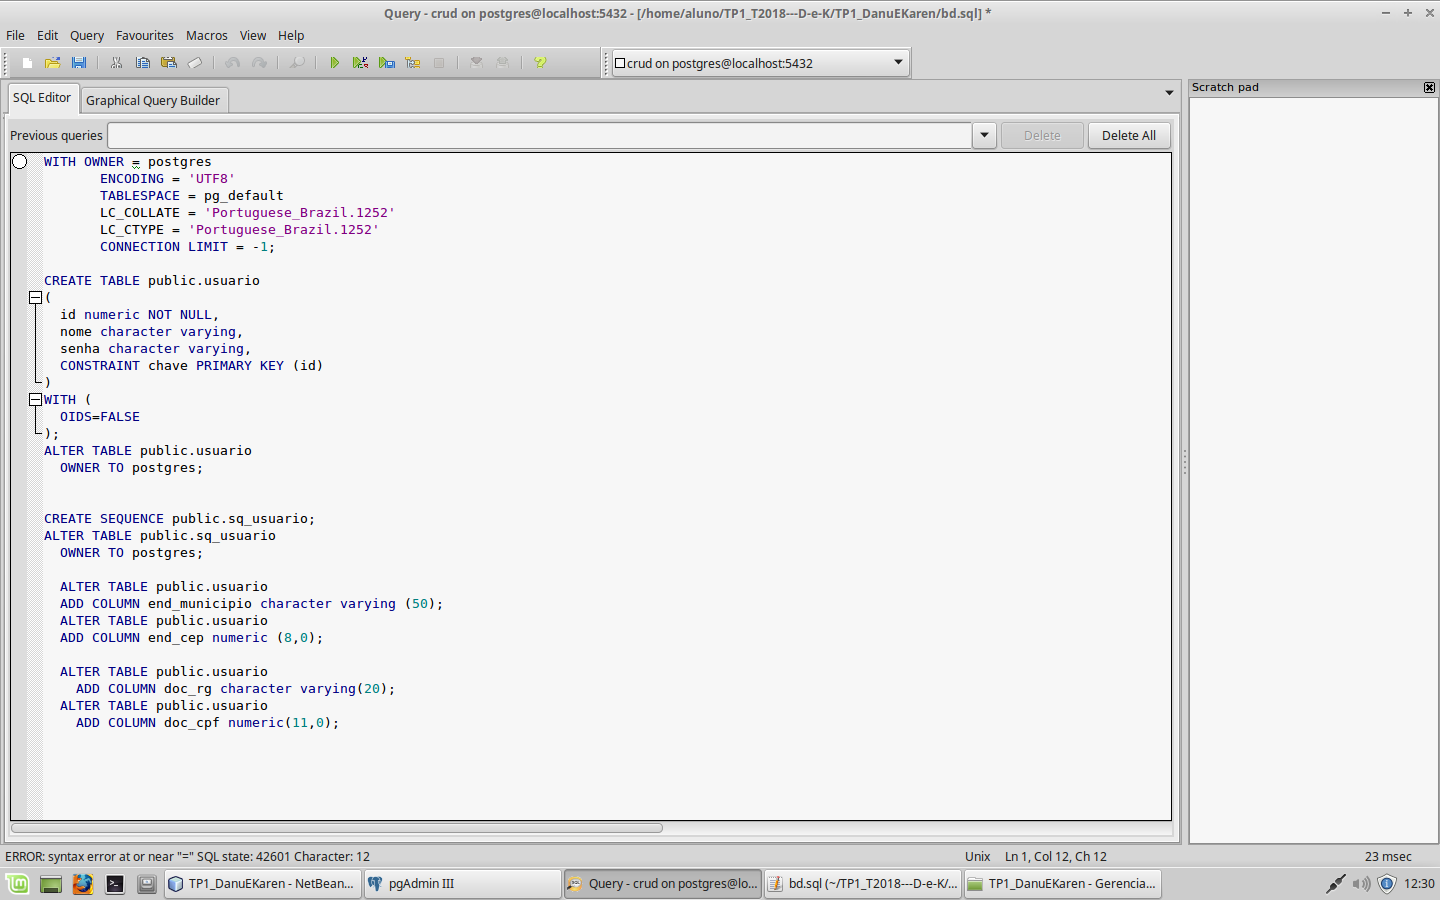 Query - crud on postgres@localhost:5432 - [/home/aluno/TP1_T2018---D-e-K/TP1_DanuEKaren/bd.sql] *
File Edit Query Favourites Macros View Help
crud on postgres@localhost:5432
SQL Editor Graphical Query Builder
Scratch pad
Previous queries Delete Delete All
WITH OWNER = postgres
ENCODING = 'UTF8'
TABLESPACE = pg_default
LC_COLLATE = 'Portuguese_Brazil.1252'
LC_CTYPE = 'Portuguese_Brazil.1252'
CONNECTION LIMIT = -1;
CREATE TABLE public.usuario
(
id numeric NOT NULL,
nome character varying,
senha character varying,
CONSTRAINT chave PRIMARY KEY (id)
)
WITH (
OIDS=FALSE
);
ALTER TABLE public.usuario
OWNER TO postgres;
CREATE SEQUENCE public.sq_usuario;
ALTER TABLE public.sq_usuario
OWNER TO postgres;
ALTER TABLE public.usuario
ADD COLUMN end_municipio character varying (50);
ALTER TABLE public.usuario
ADD COLUMN end_cep numeric (8,0);
ALTER TABLE public.usuario
ADD COLUMN doc_rg character varying(20);
ALTER TABLE public.usuario
ADD COLUMN doc_cpf numeric(11,0);
ERROR: syntax error at or near "=" SQL state: 42601 Character: 12 Unix Ln 1, Col 12, Ch 12 23 msec
TP1_DanuEKaren - NetBean... pgAdmin III Query - crud on postgres@lo... bd.sql (~/TP1_T2018---D-e-K/... TP1_DanuEKaren - Gerencia... 12:30